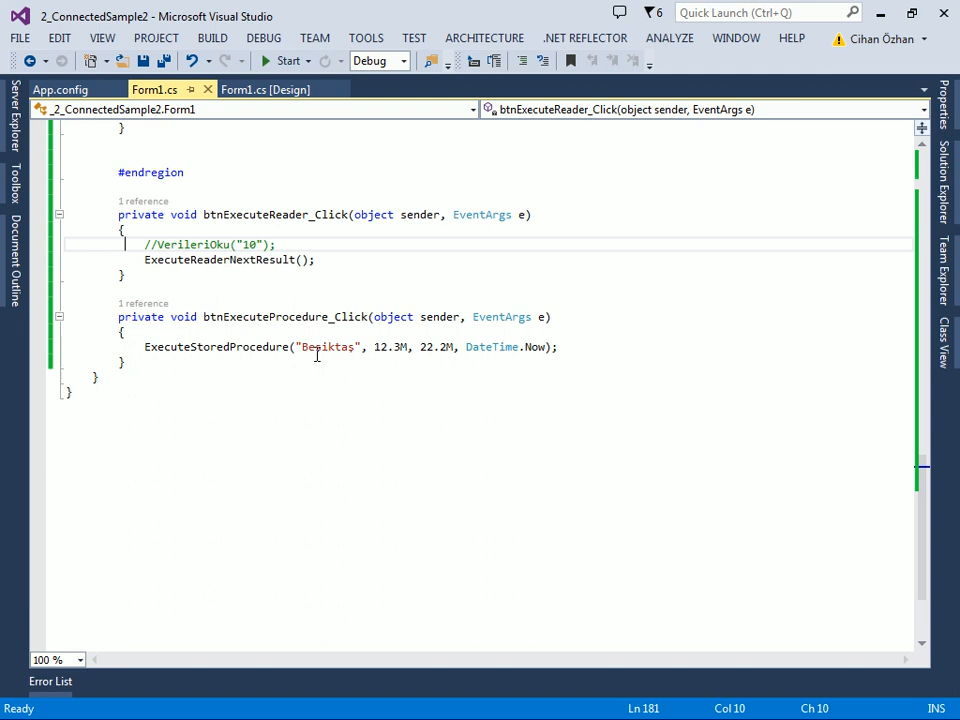 2_ConnectedSample2 - Microsoft Visual Studio
6
Quick Launch (Ctrl+Q)
FILE EDIT VIEW PROJECT BUILD DEBUG TEAM TOOLS TEST ARCHITECTURE .NET REFLECTOR ANALYZE WINDOW HELP Cihan Özhan
Start Debug
App.config Form1.cs Form1.cs [Design]
_2_ConnectedSample2.Form1 btnExecuteReader_Click(object sender, EventArgs e)
}
#endregion
1 reference
private void btnExecuteReader_Click(object sender, EventArgs e)
{
//VerileriOku("10");
ExecuteReaderNextResult();
}
1 reference
private void btnExecuteProcedure_Click(object sender, EventArgs e)
{
ExecuteStoredProcedure("Beşiktaş", 12.3M, 22.2M, DateTime.Now);
}
}
}
Server Explorer
Toolbox
Document Outline
Properties
Solution Explorer
Team Explorer
Class View
100 %
Error List
Ready Ln 181 Col 10 Ch 10 INS